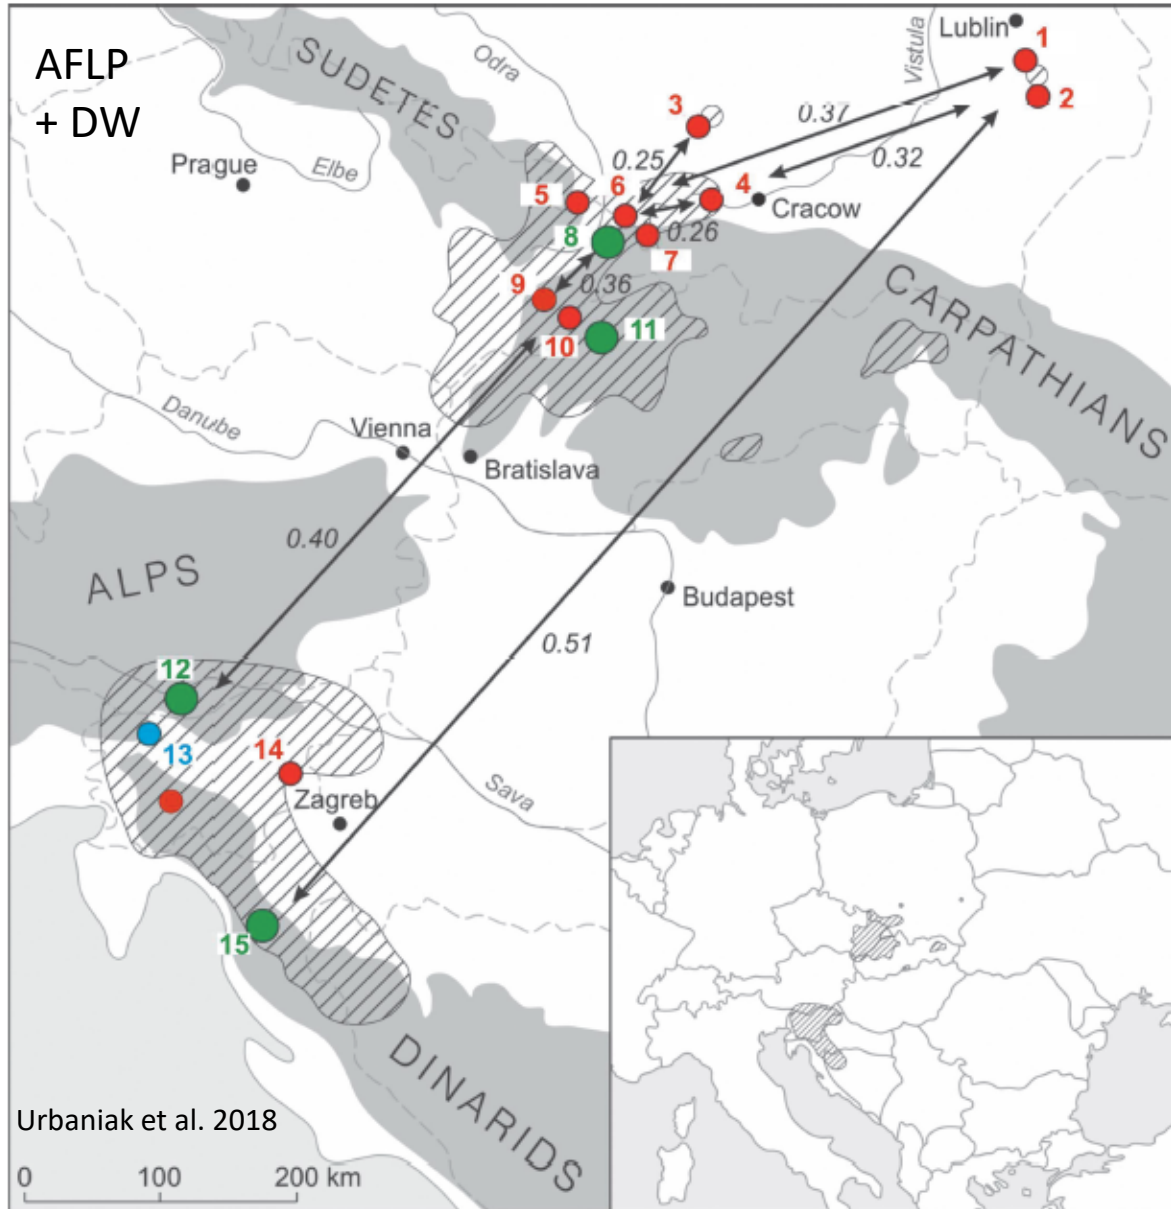 AFLP
+ DW
SUDETES
Odra
Vistula
Lublin
1
2
3
0.37
Prague
Elbe
0.25
0.32
5
6
4
Cracow
8
0.26
7
9
0.36
10
11
CARPATHIANS
Danube
Vienna
Bratislava
0.40
ALPS
Budapest
0.51
12
13
14
Zagreb
Sava
15
DINARIDS
Urbaniak et al. 2018
0 100 200 km